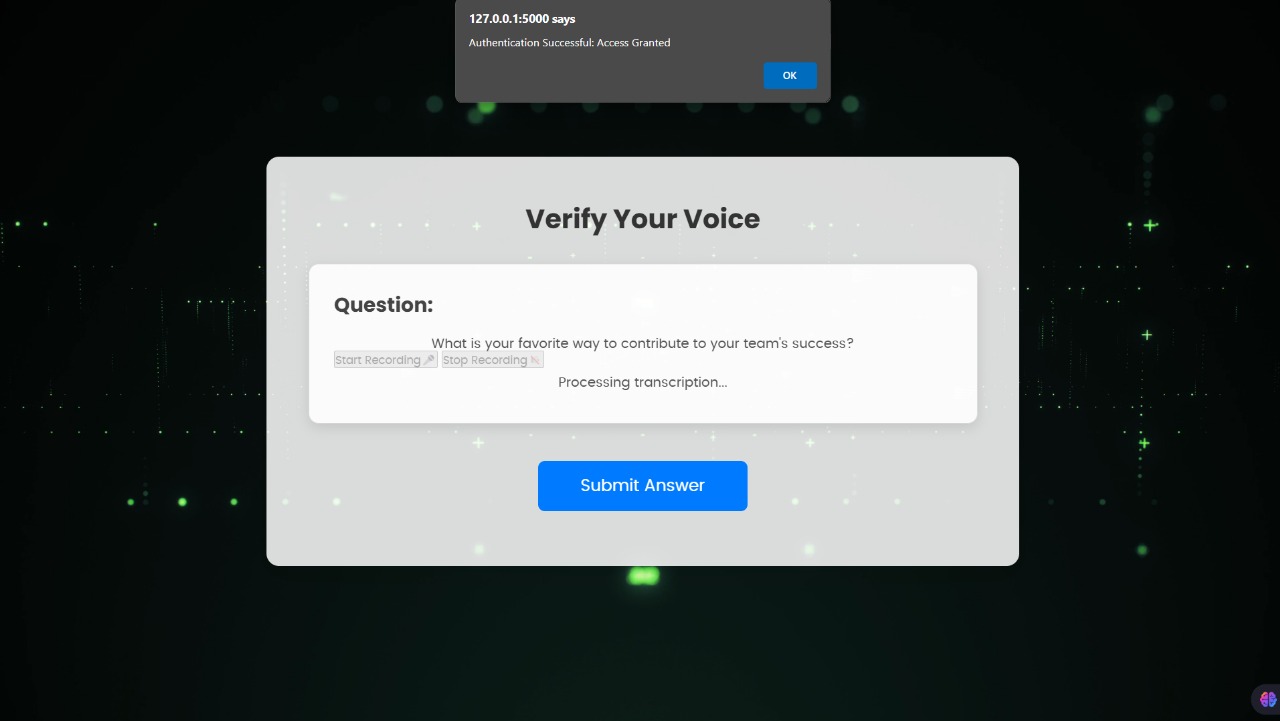 127.0.0.1:5000 says
Authentication Successful: Access Granted
OK
Verify Your Voice
Question:
What is your favorite way to contribute to your team's success?
Start Recording Stop Recording
Processing transcription...
Submit Answer